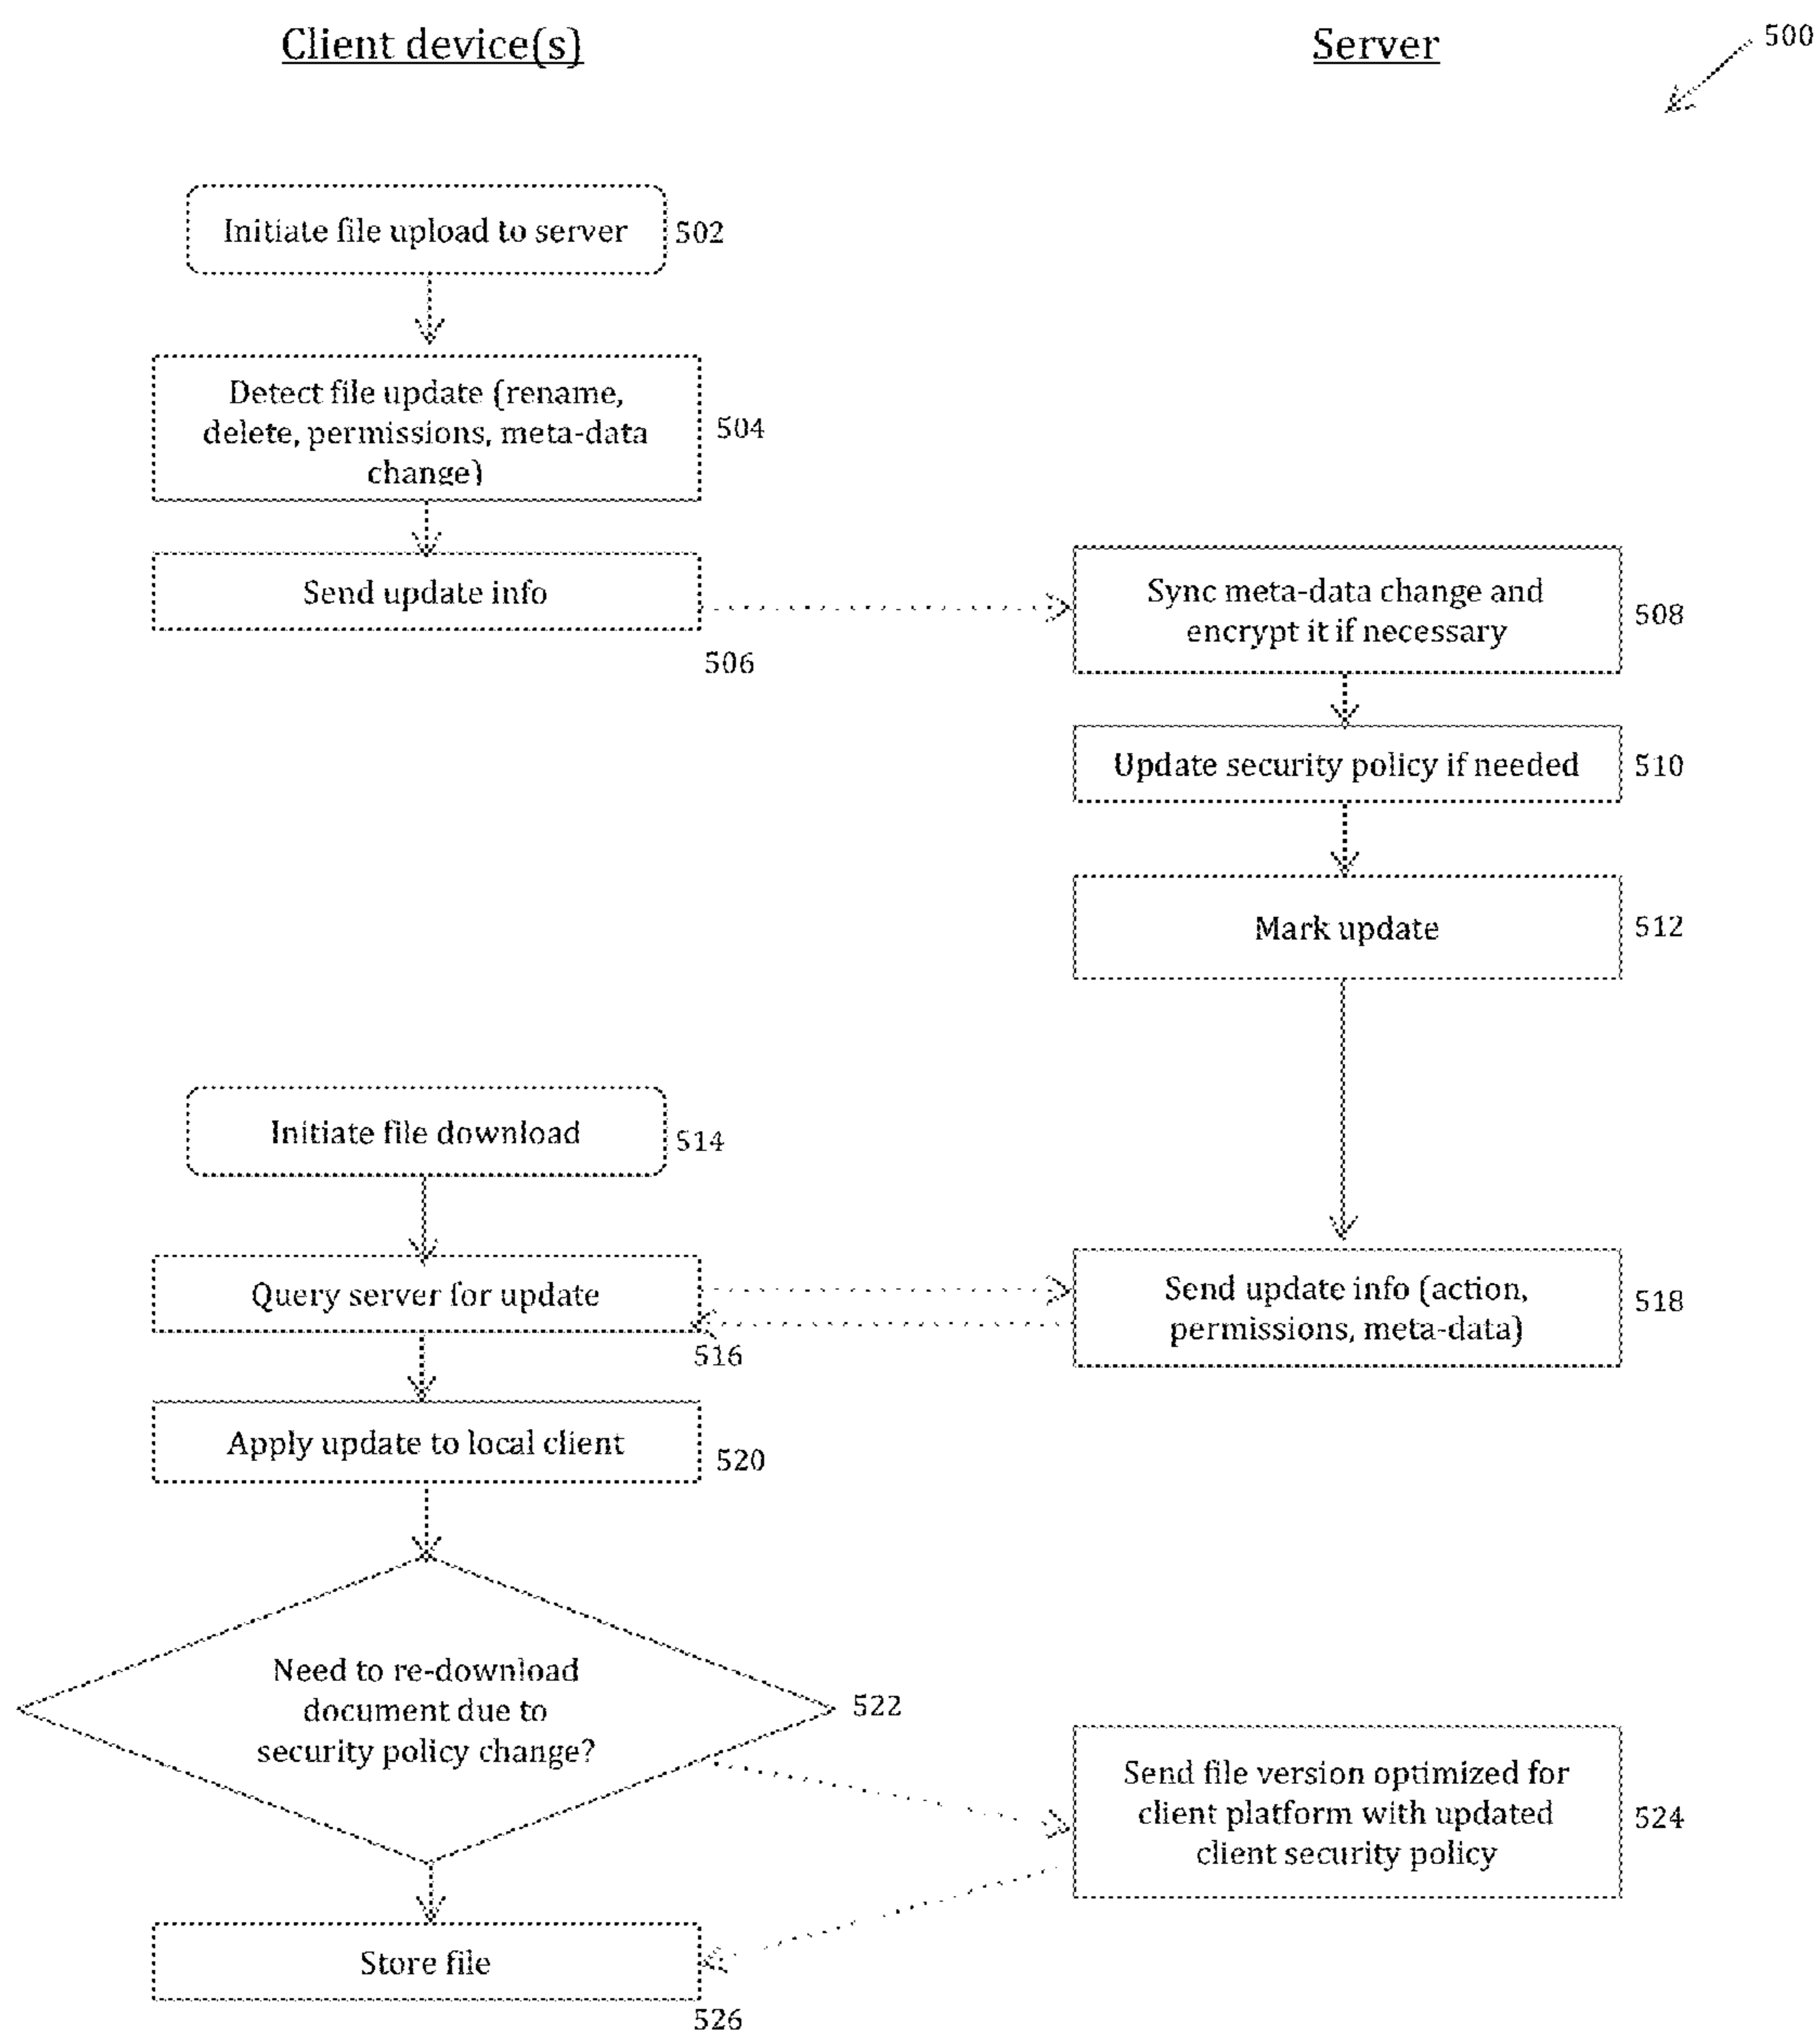 Client device(s)
Server
500
Initiate file upload to server
502
Detect file update (rename,
delete, permissions, meta-data
change)
504
Send update info
506
Sync meta-data change and
encrypt it if necessary
508
Update security policy if needed
510
Mark update
512
Initiate file download
514
Query server for update
516
Send update info (action,
permissions, meta-data)
518
Apply update to local client
520
Need to re-download
document due to
security policy change?
522
Send file version optimized for
client platform with updated
client security policy
524
Store file
526